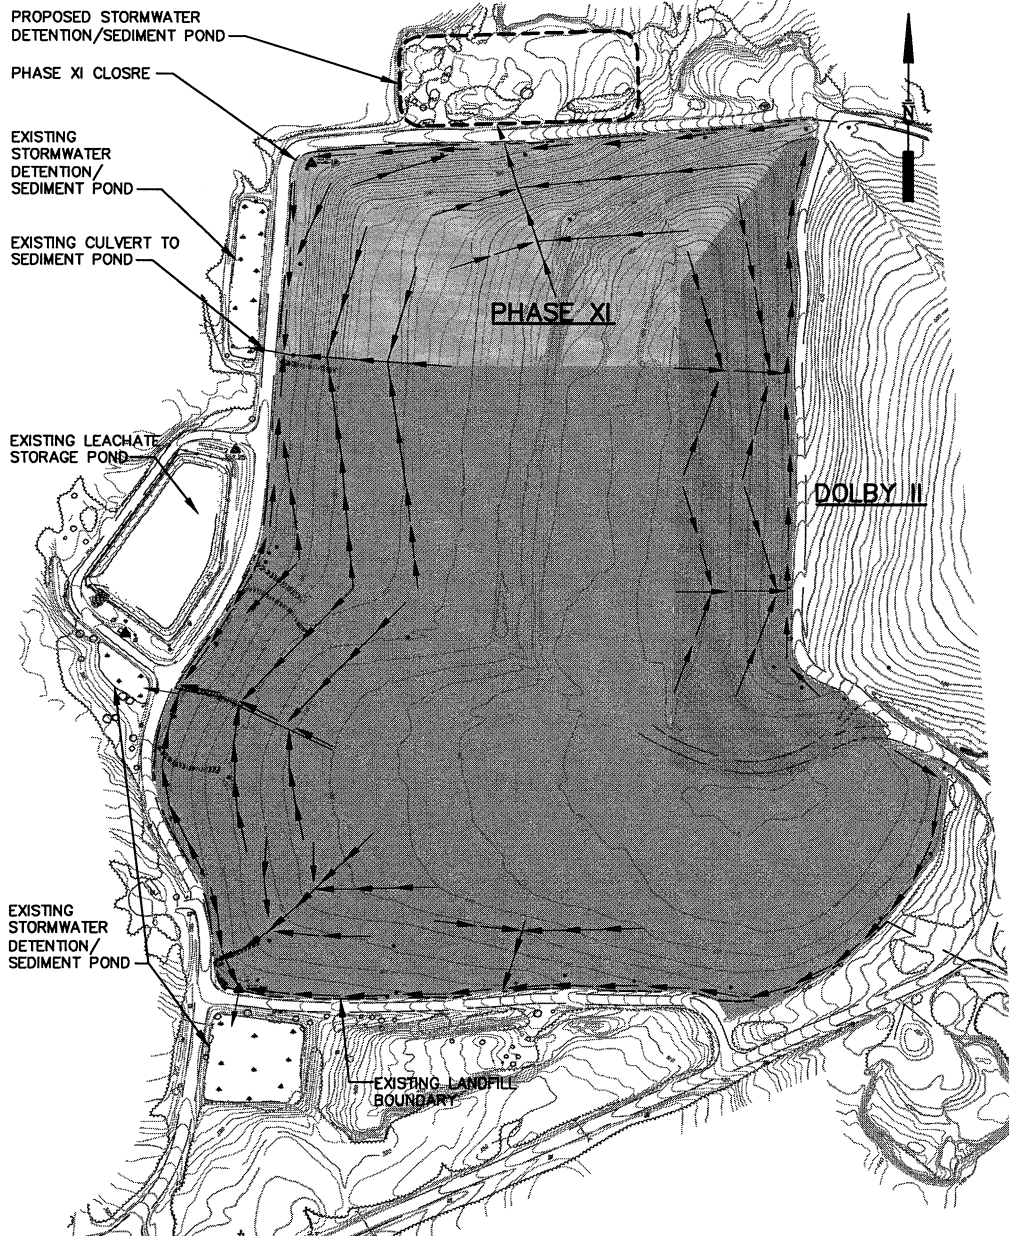 PROPOSED STORMWATER
DETENTION/SEDIMENT POND
PHASE XI CLOSRE
EXISTING
STORMWATER
DETENTION/
SEDIMENT POND
EXISTING CULVERT TO
SEDIMENT POND
N
PHASE XI
EXISTING LEACHATE
STORAGE POND
DOLBY II
EXISTING
STORMWATER
DETENTION/
SEDIMENT POND
EXISTING LANDFILL
BOUNDARY